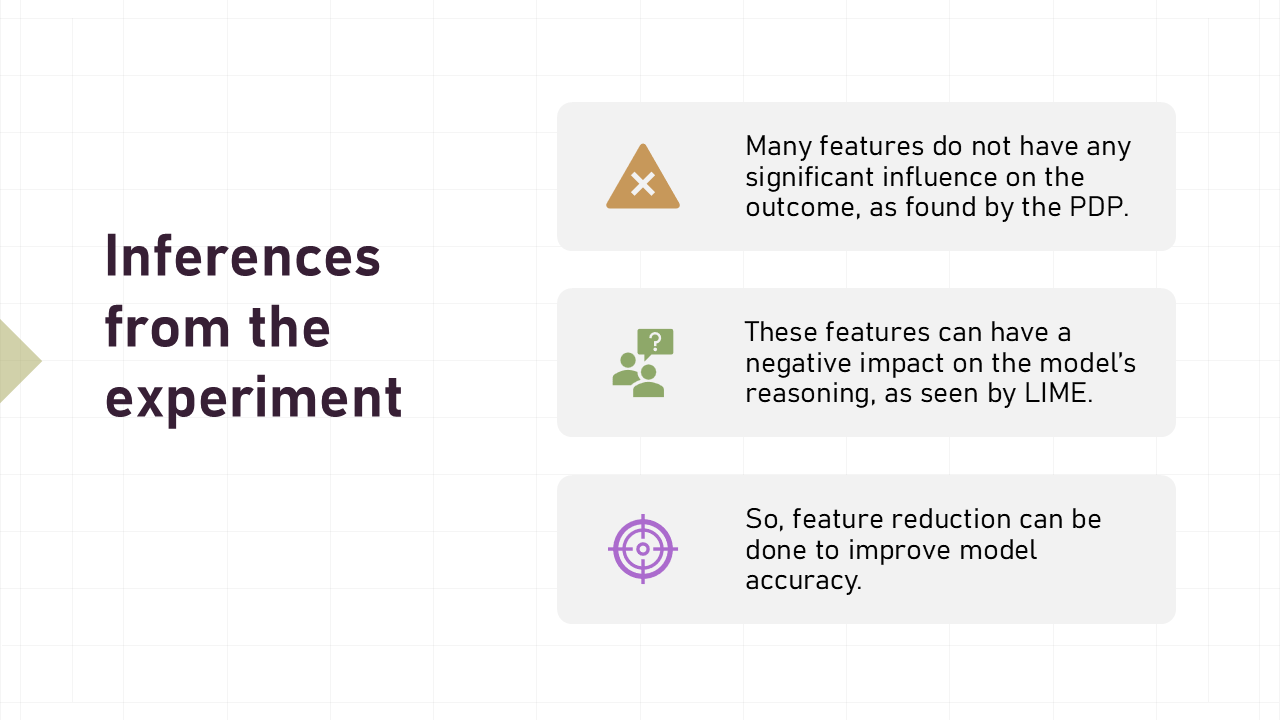 Inferences
from the
experiment
Many features do not have any
significant influence on the
outcome, as found by the PDP.
?
These features can have a
negative impact on the model’s
reasoning, as seen by LIME.
So, feature reduction can be
done to improve model
accuracy.